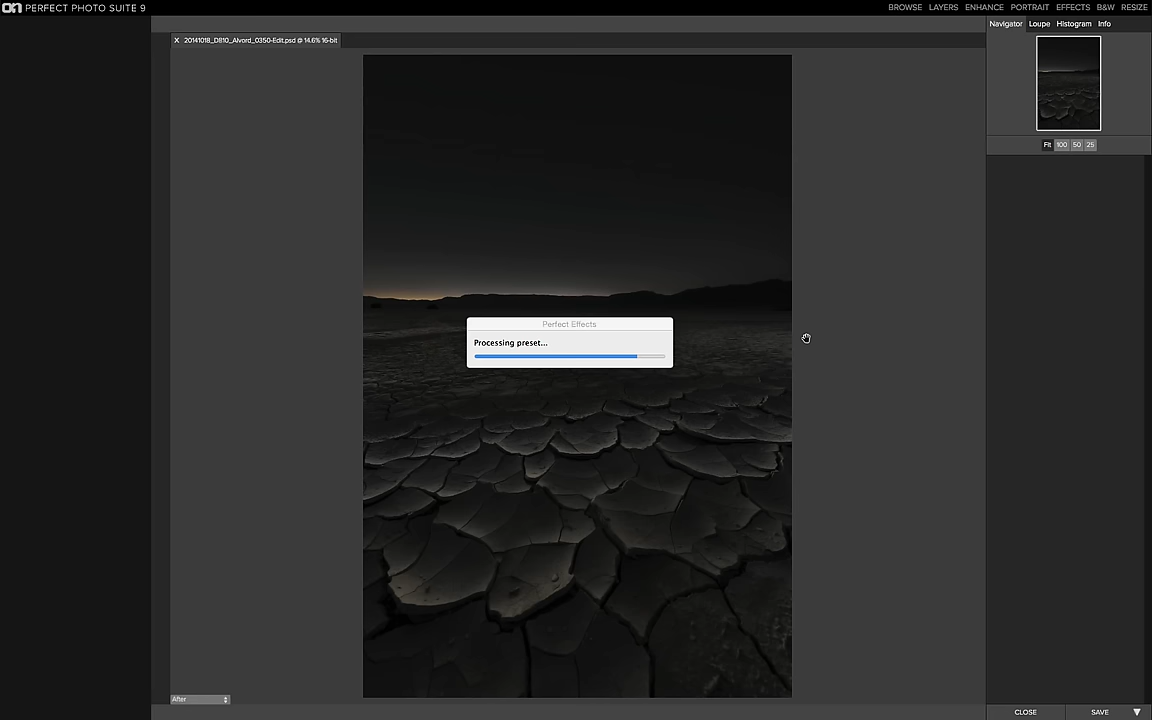 on PERFECT PHOTO SUITE 9
BROWSE LAYERS ENHANCE PORTRAIT EFFECTS B&W RESIZE
Navigator Loupe Histogram Info
X 20141018_D810_Alvord_0350-Edit.psd @ 14.6% 16-bit
Fit 100 50 25
Perfect Effects
Processing preset...
After
CLOSE SAVE